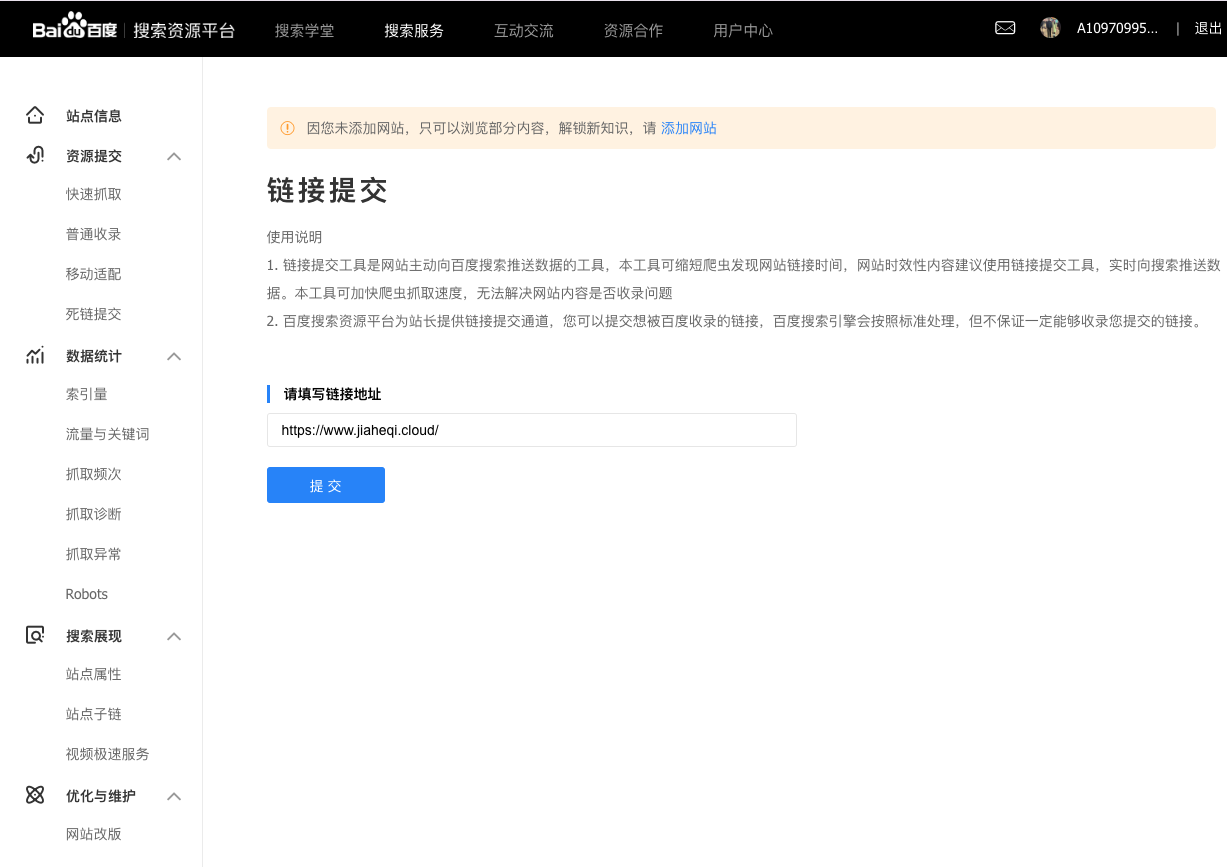 Bai du 百度 搜索资源平台 搜索学堂 搜索服务 互动交流 资源合作 用户中心 A10970995... | 退出
站点信息
资源提交
快速抓取
普通收录
移动适配
死链提交
数据统计
索引量
流量与关键词
抓取频次
抓取诊断
抓取异常
Robots
搜索展现
站点属性
站点子链
视频极速服务
优化与维护
网站改版
因您未添加网站，只可以浏览部分内容，解锁新知识，请 添加网站
链接提交
使用说明
1. 链接提交工具是网站主动向百度搜索推送数据的工具，本工具可缩短爬虫发现网站链接时间，网站时效性内容建议使用链接提交工具，实时向搜索推送数
据。本工具可加快爬虫抓取速度，无法解决网站内容是否收录问题
2. 百度搜索资源平台为站长提供链接提交通道，您可以提交想被百度收录的链接，百度搜索引擎会按照标准处理，但不保证一定能够收录您提交的链接。
请填写链接地址
https://www.jiaheqi.cloud/
提 交